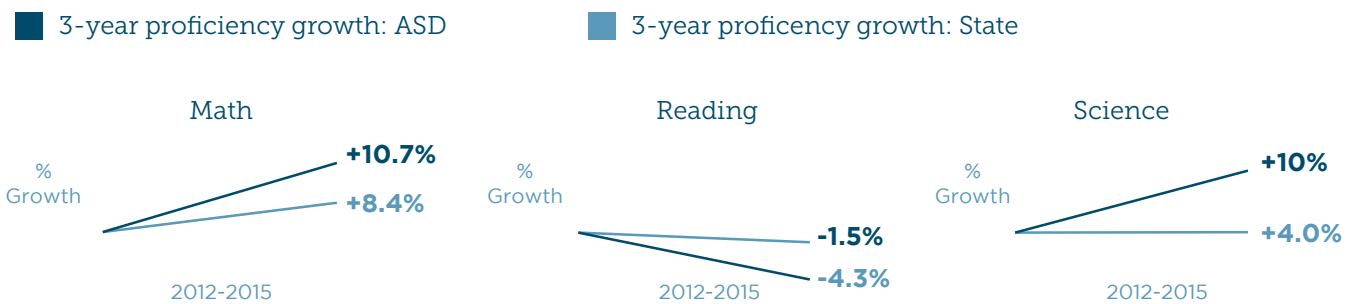 3-year proficiency growth: ASD
3-year proficency growth: State
Math
Reading
Science
%
Growth
+10.7%
+8.4%
%
Growth
-1.5%
-4.3%
%
Growth
+10%
+4.0%
2012-2015
2012-2015
2012-2015